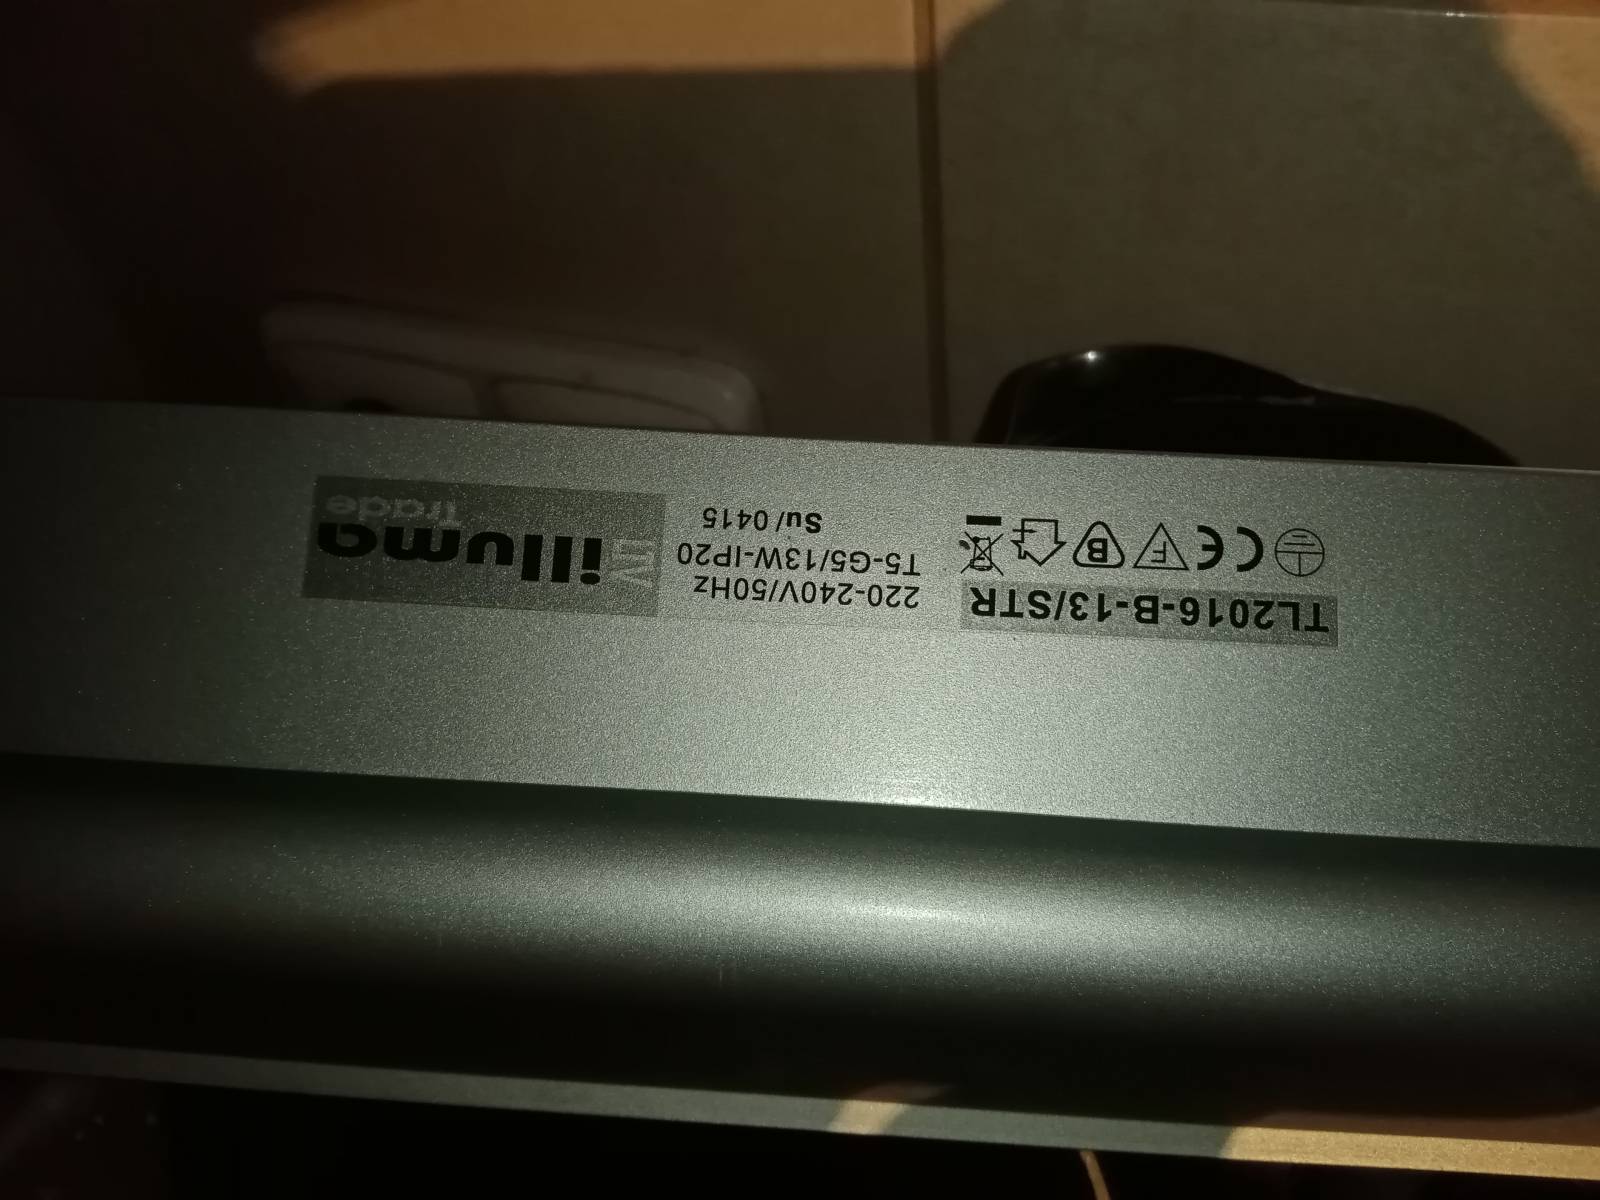 TL2016-B-13/STR
F
B
CE
220-240V/50Hz
T5-G5/13W-IP20
Su/ 0415
illuma
trade